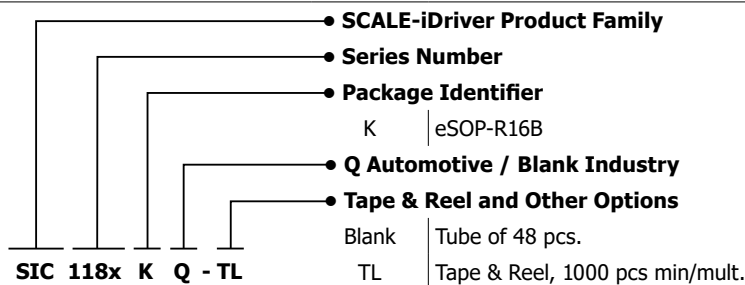 SCALE-iDriver Product Family
Series Number
Package Identifier
K eSOP-R16B
Q Automotive / Blank Industry
Tape & Reel and Other Options
Blank Tube of 48 pcs.
TL Tape & Reel, 1000 pcs min/mult.
SIC 118x K Q - TL